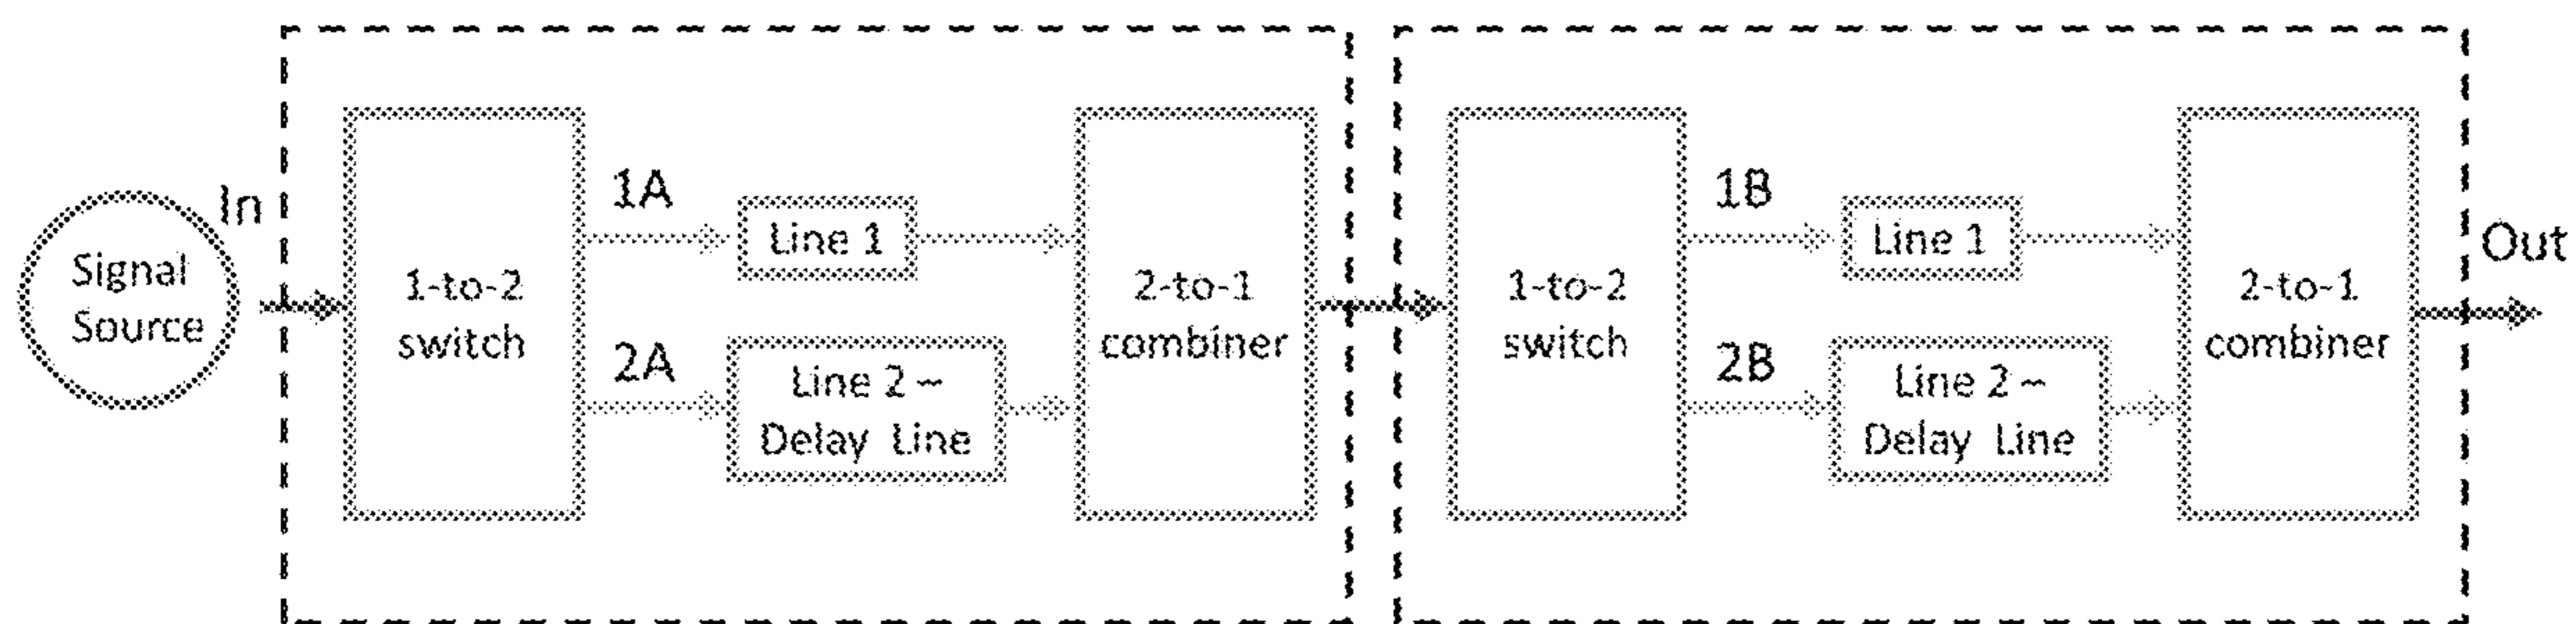 In
Signal
Source
1-to-2
switch
1A
Line 1
2A
Line 2 –
Delay Line
2-to-1
combiner
1-to-2
switch
1B
Line 1
2B
Line 2 –
Delay Line
2-to-1
combiner
Out